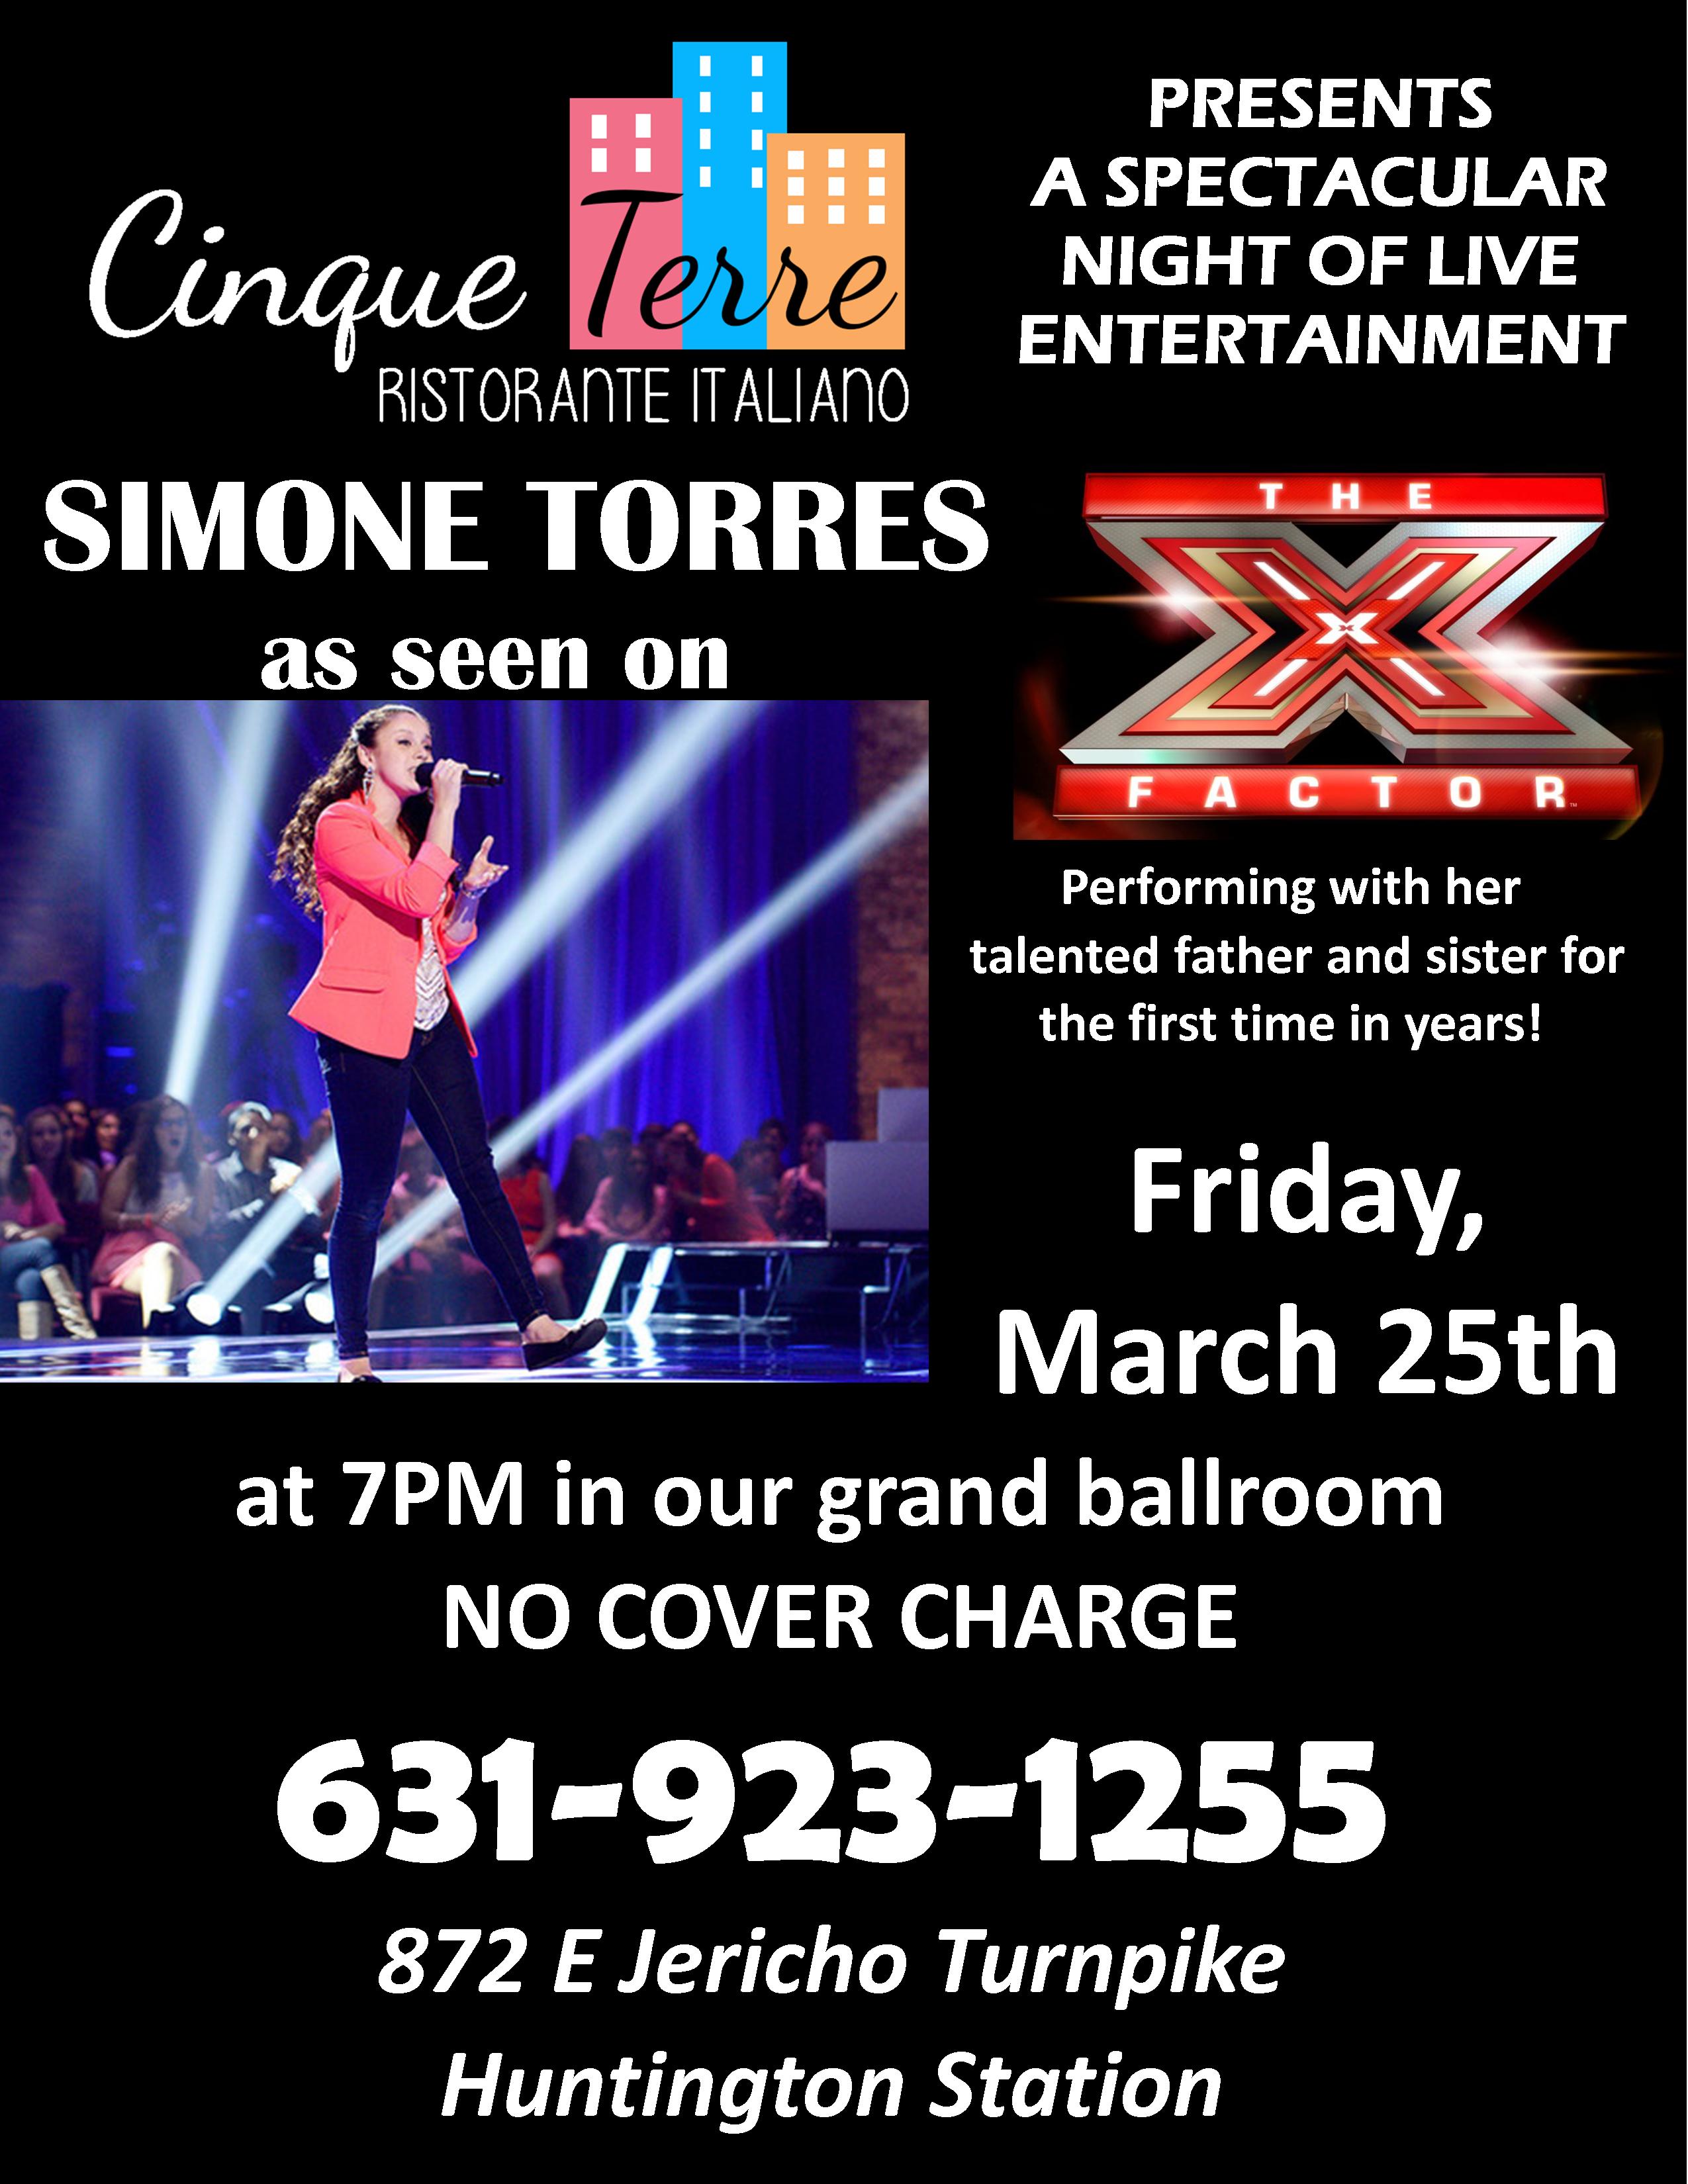 Cinque Terre
RISTORANTE ITALIANO
PRESENTS
A SPECTACULAR
NIGHT OF LIVE
ENTERTAINMENT
SIMONE TORRES
as seen on
THE
X
FACTOR™
Performing with her
talented father and sister for
the first time in years!
Friday,
March 25th
at 7PM in our grand ballroom
NO COVER CHARGE
631-923-1255
872 E Jericho Turnpike
Huntington Station